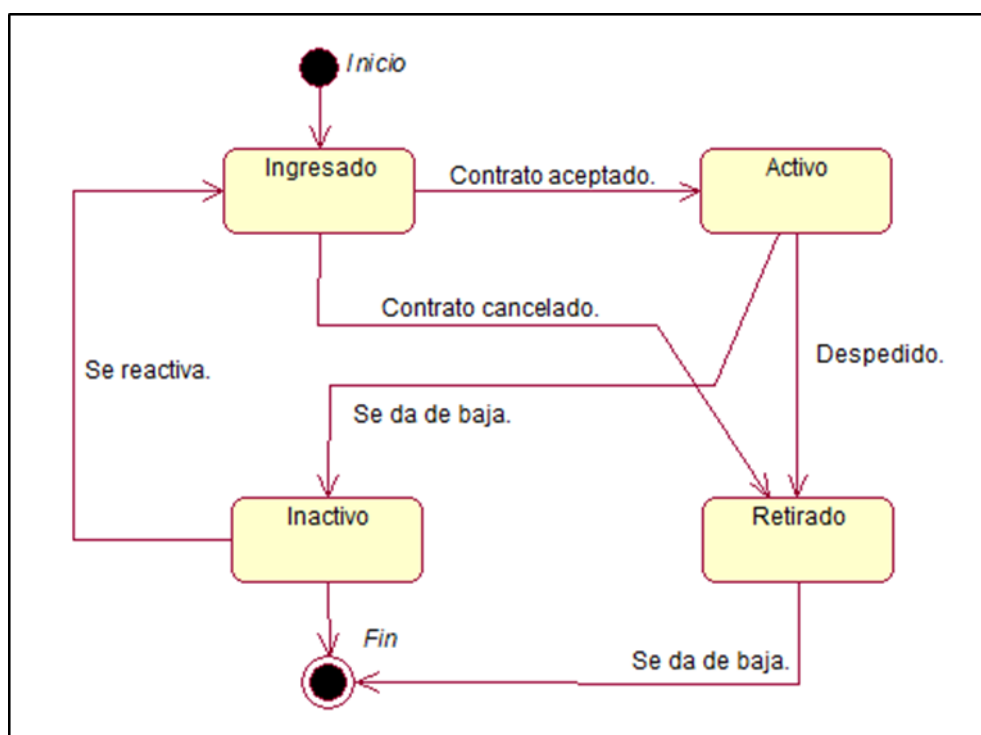 Inicio
Ingresado
Contrato aceptado.
Activo
Contrato cancelado.
Despedido.
Se reactiva.
Se da de baja.
Inactivo
Retirado
Fin
Se da de baja.